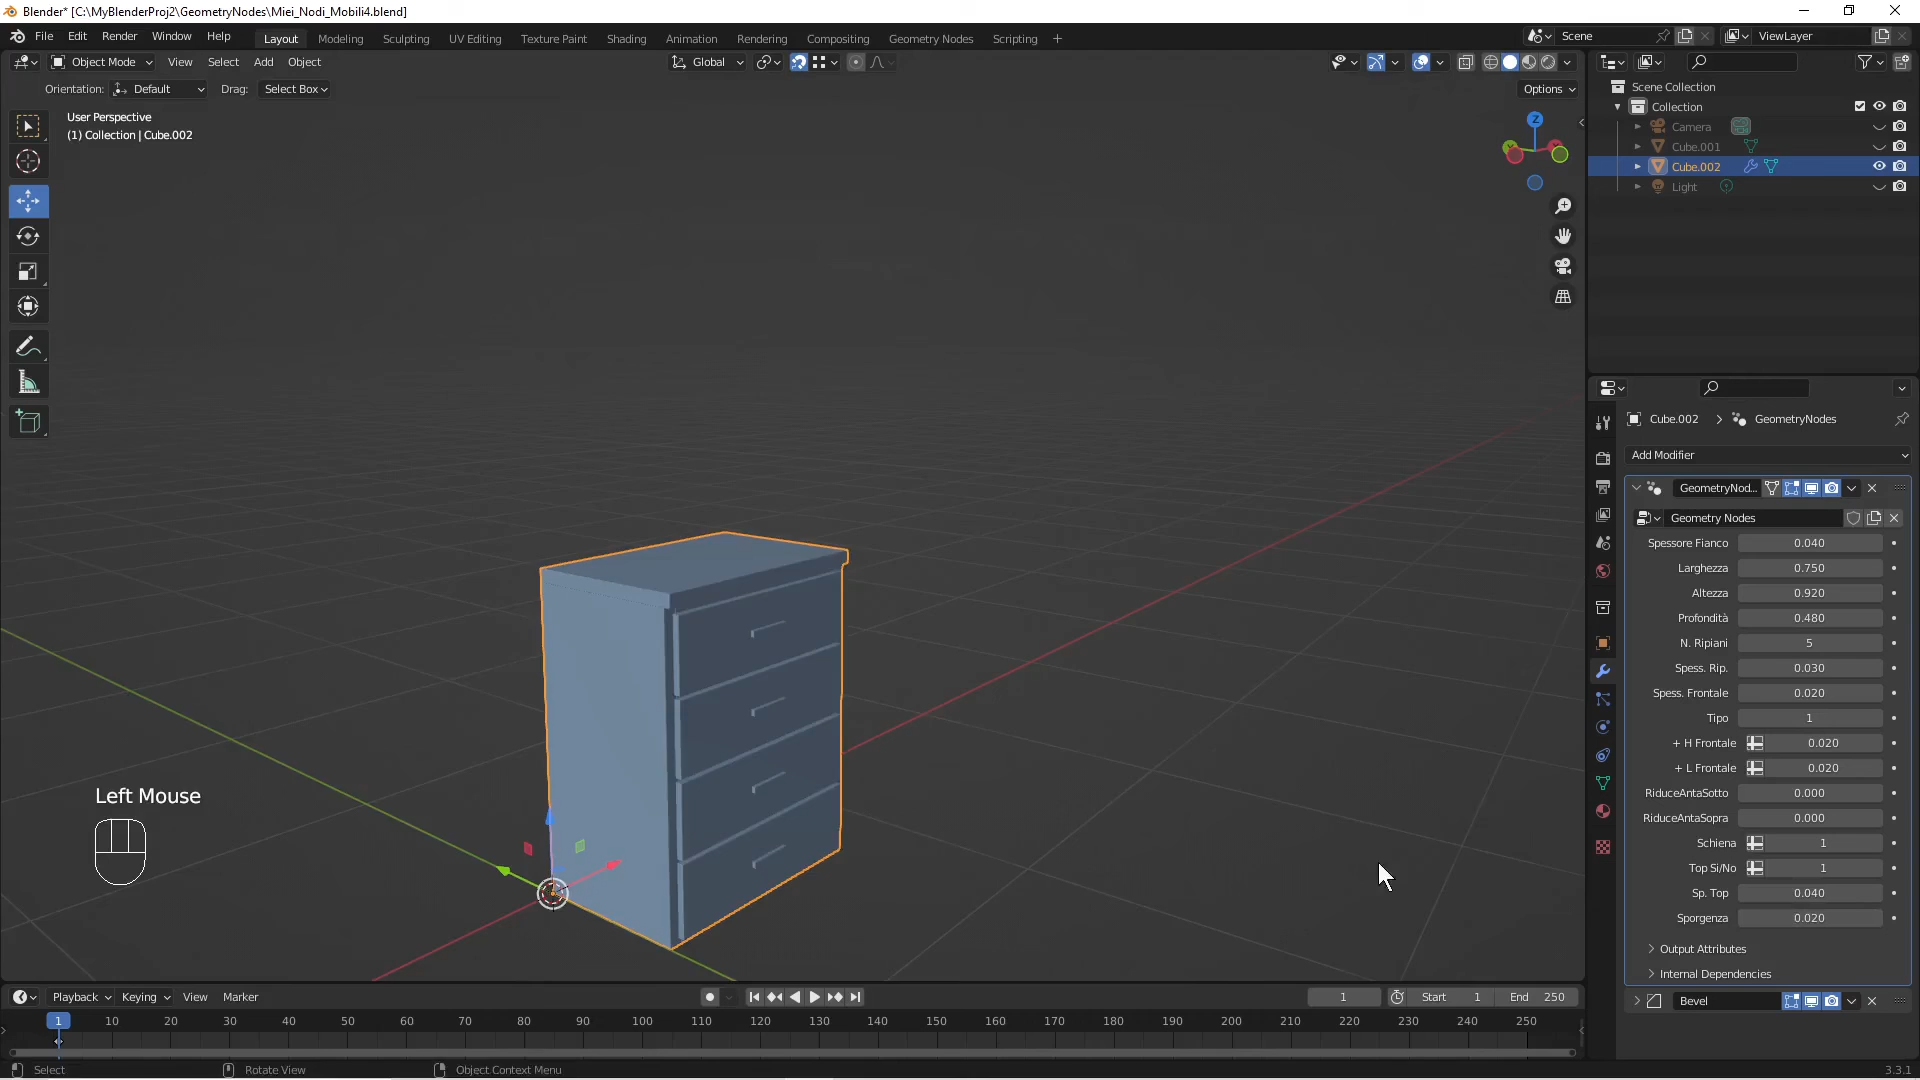 Blender* [C:\MyBlenderProj2\GeometryNodes\Miei_Nodi_Mobili4.blend]
File Edit Render Window Help Layout Modeling Sculpting UV Editing Texture Paint Shading Animation Rendering Compositing Geometry Nodes Scripting + Scene ViewLayer
Object Mode View Select Add Object Global
Orientation: Default Drag: Select Box Options
User Perspective
(1) Collection | Cube.002
Z
Scene Collection
Collection
Camera
Cube.001
Cube.002
Light
Cube.002 > GeometryNodes
Add Modifier
GeometryNod...
Geometry Nodes
Spessore Fianco 0.040
Larghezza 0.750
Altezza 0.920
Profondità 0.480
N. Ripiani 5
Spess. Rip. 0.030
Spess. Frontale 0.020
Tipo 1
+ H Frontale 0.020
+ L Frontale 0.020
RiduceAntaSotto 0.000
RiduceAntaSopra 0.000
Schiena 1
Top Si/No 1
Sp. Top 0.040
Sporgenza 0.020
Output Attributes
Internal Dependencies
Bevel
Left Mouse
Playback Keying View Marker 1 Start 1 End 250
1 10 20 30 40 50 60 70 80 90 100 110 120 130 140 150 160 170 180 190 200 210 220 230 240 250
Select Rotate View Object Context Menu 3.3.1